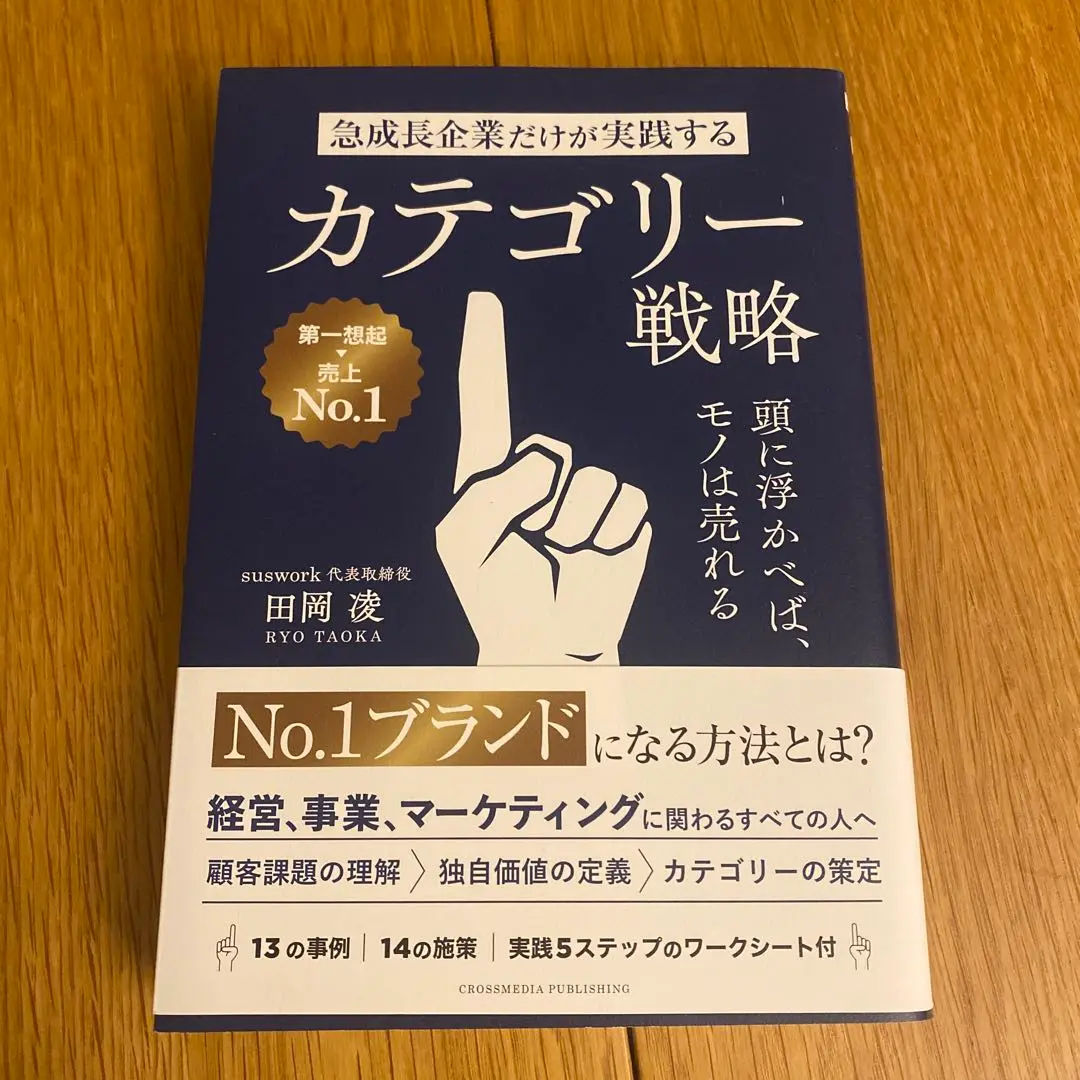 急成長企業だけが実践する
カテゴリー
戦略
頭に浮かべば、
モノは売れる
第一想起
▼
売上
No.1
suswork 代表取締役
田岡 凌
RYO TAOKA
No.1ブランドになる方法とは?
経営、事業、マーケティングに関わるすべての人へ
顧客課題の理解〉独自価値の定義〉カテゴリーの策定
13の事例|14の施策|実践5ステップのワークシート付
CROSSMEDIA PUBLISHING